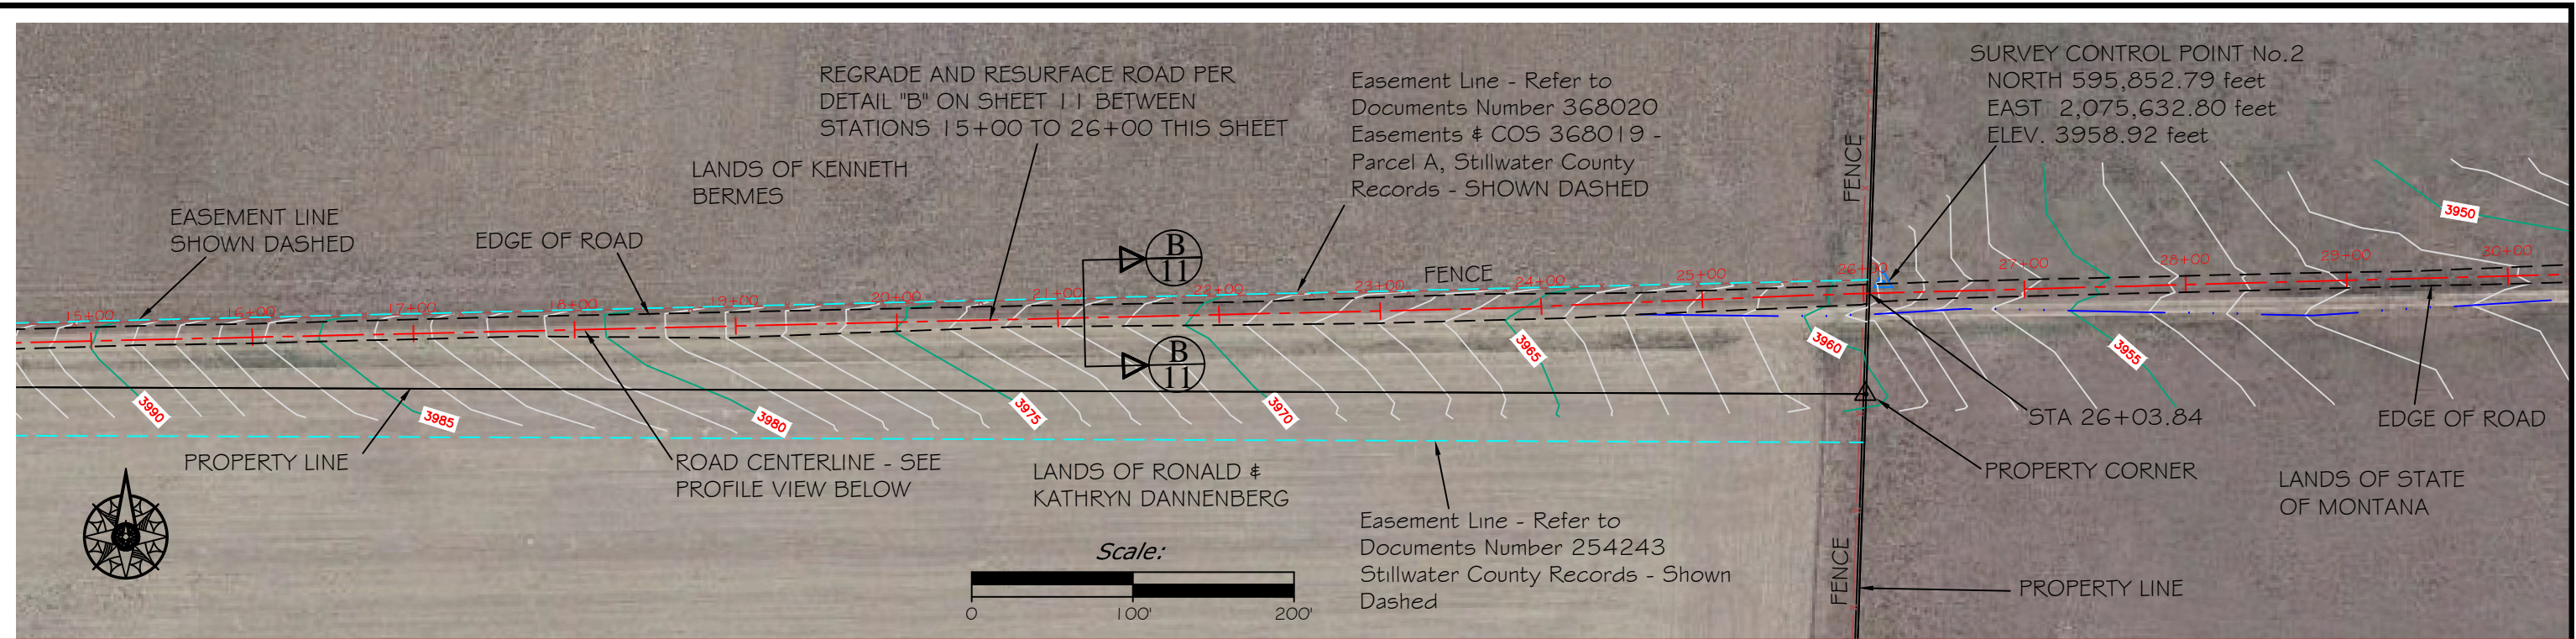 REGRADE AND RESURFACE ROAD PER
DETAIL "B" ON SHEET 11 BETWEEN
STATIONS 15+00 TO 26+00 THIS SHEET
Easement Line - Refer to
Documents Number 368020
Easements & COS 368019 -
Parcel A, Stillwater County
Records - SHOWN DASHED
SURVEY CONTROL POINT No.2
NORTH 595,852.79 feet
EAST 2,075,632.80 feet
ELEV. 3958.92 feet
LANDS OF KENNETH
BERMES
FENCE
EASEMENT LINE
SHOWN DASHED
EDGE OF ROAD
B
11
FENCE
3950
15+00
16+00
17+00
18+00
19+00
20+00
21+00
22+00
23+00
24+00
25+00
26+00
27+00
28+00
29+00
30+00
B
11
3990
3985
3980
3975
3970
3965
3960
3955
STA 26+03.84
EDGE OF ROAD
PROPERTY LINE
ROAD CENTERLINE - SEE
PROFILE VIEW BELOW
LANDS OF RONALD &
KATHRYN DANNENBERG
PROPERTY CORNER
LANDS OF STATE
OF MONTANA
Easement Line - Refer to
Documents Number 254243
Stillwater County Records - Shown
Dashed
Scale:
0 100' 200'
FENCE
PROPERTY LINE